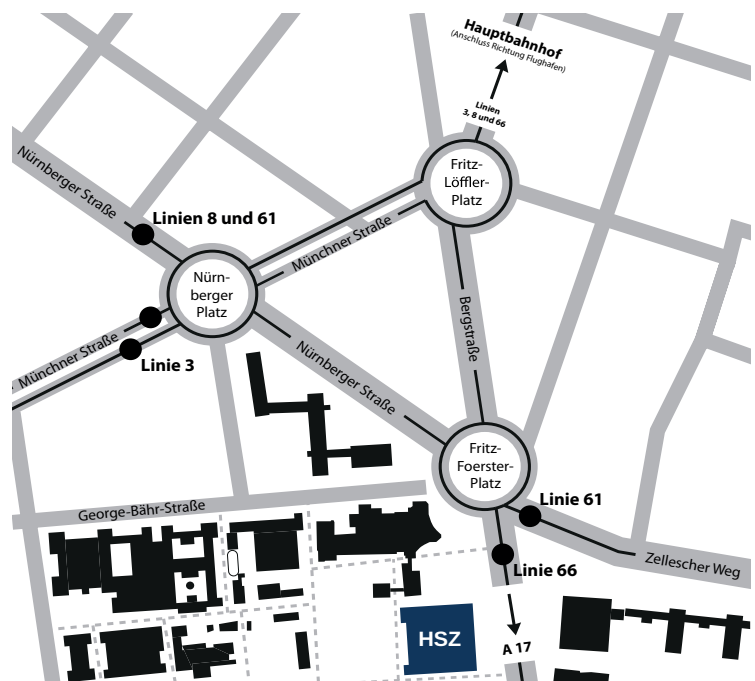 Hauptbahnhof
(Anschluss Richtung Flughafen)
Linien
3, 8 und 66
Fritz-
Löffler-
Platz
Nürnberger Straße
Linien 8 und 61
Münchner Straße
Nürn-
berger
Platz
Bergstraße
Münchner Straße
Linie 3
Nürnberger Straße
Fritz-
Foerster-
Platz
George-Bähr-Straße
Linie 61
Linie 66
Zellescher Weg
HSZ
A 17